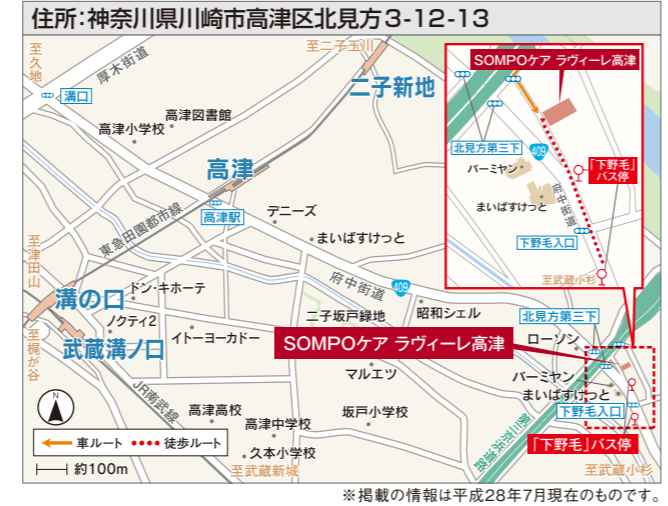 住所：神奈川県川崎市高津区北見方3-12-13
至久地
厚木街道
至二子玉川
二子新地
溝口
高津図書館
高津小学校
高津
高津駅
東急田園都市線
デニーズ
まいばすけっと
至津田山
府中街道
409
溝の口
ドン・キホーテ
ノクティ2
武蔵溝ノ口
イトーヨーカドー
二子坂戸緑地
昭和シェル
北見方第三下
ローソン
SOMPOケア ラヴィーレ高津
至梶が谷
マルエツ
バーミヤン
まいばすけっと
下野毛入口
JR南武線
高津高校
坂戸小学校
高津中学校
久本小学校
第三京浜道路
「下野毛」バス停
至武蔵新城
至武蔵小杉
N
車ルート
徒歩ルート
約100m
SOMPOケア ラヴィーレ高津
北見方第三下
409
バーミヤン
「下野毛」
バス停
まいばすけっと
府中街道
下野毛入口
至武蔵小杉
※掲載の情報は平成28年7月現在のものです。